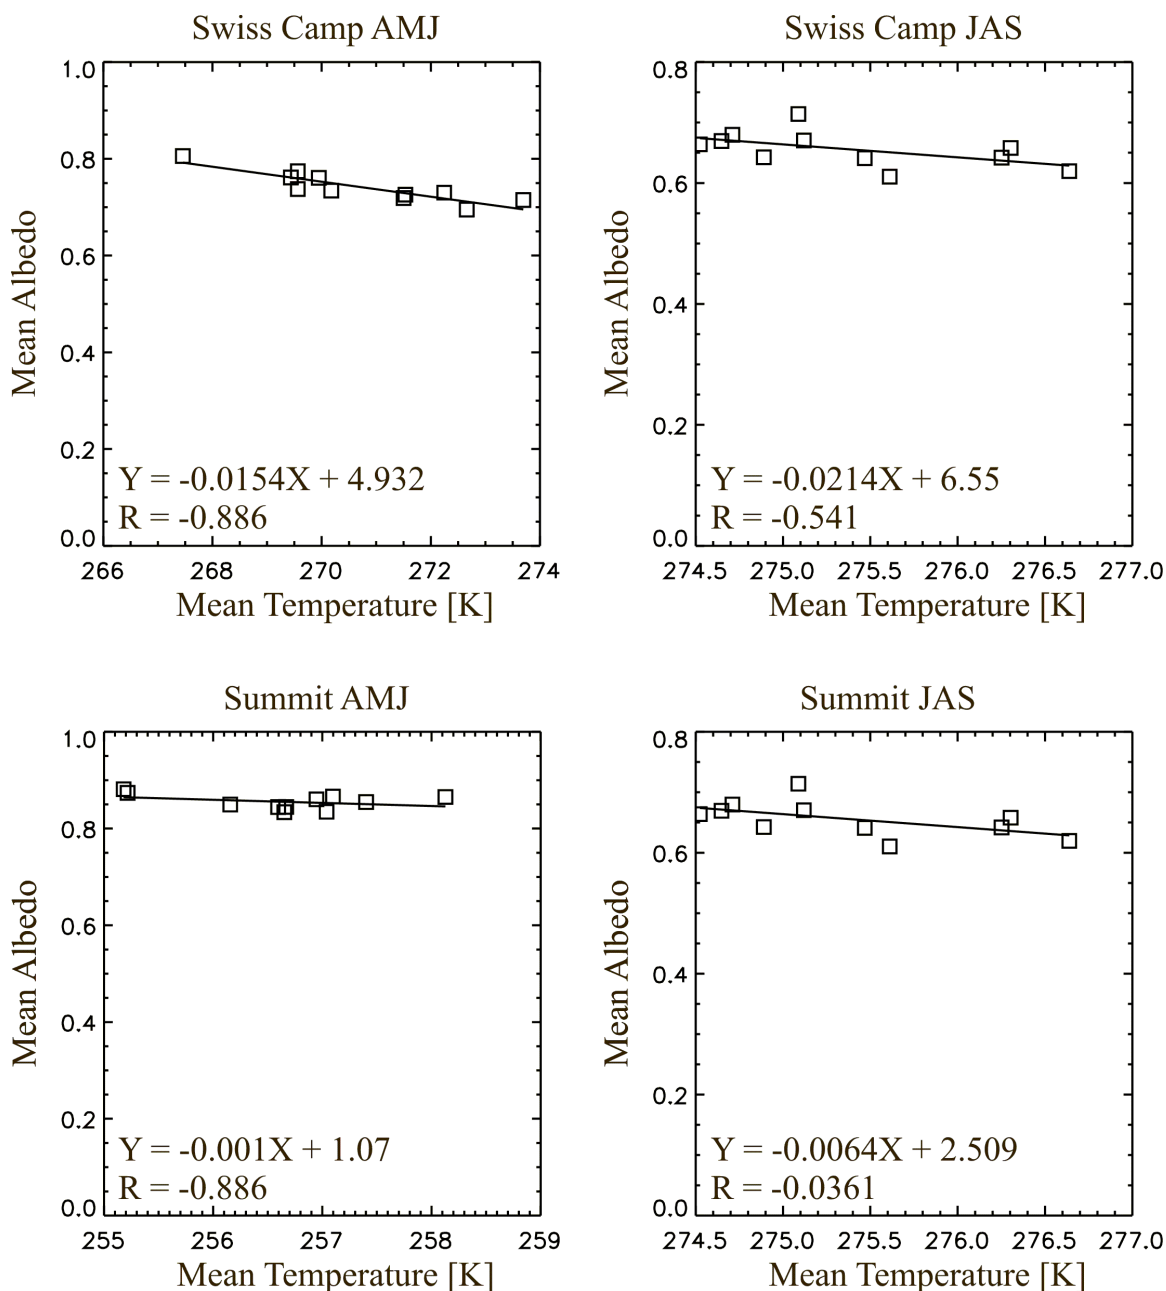 Swiss Camp AMJ
1.0
0.8
0.6
0.4
0.2
0.0
Mean Albedo
Y = -0.0154X + 4.932
R = -0.886
266 268 270 272 274
Mean Temperature [K]
Swiss Camp JAS
0.8
0.6
0.4
0.2
0.0
Mean Albedo
Y = -0.0214X + 6.55
R = -0.541
274.5 275.0 275.5 276.0 276.5 277.0
Mean Temperature [K]
Summit AMJ
1.0
0.8
0.6
0.4
0.2
0.0
Mean Albedo
Y = -0.001X + 1.07
R = -0.886
255 256 257 258 259
Mean Temperature [K]
Summit JAS
0.8
0.6
0.4
0.2
0.0
Mean Albedo
Y = -0.0064X + 2.509
R = -0.0361
274.5 275.0 275.5 276.0 276.5 277.0
Mean Temperature [K]